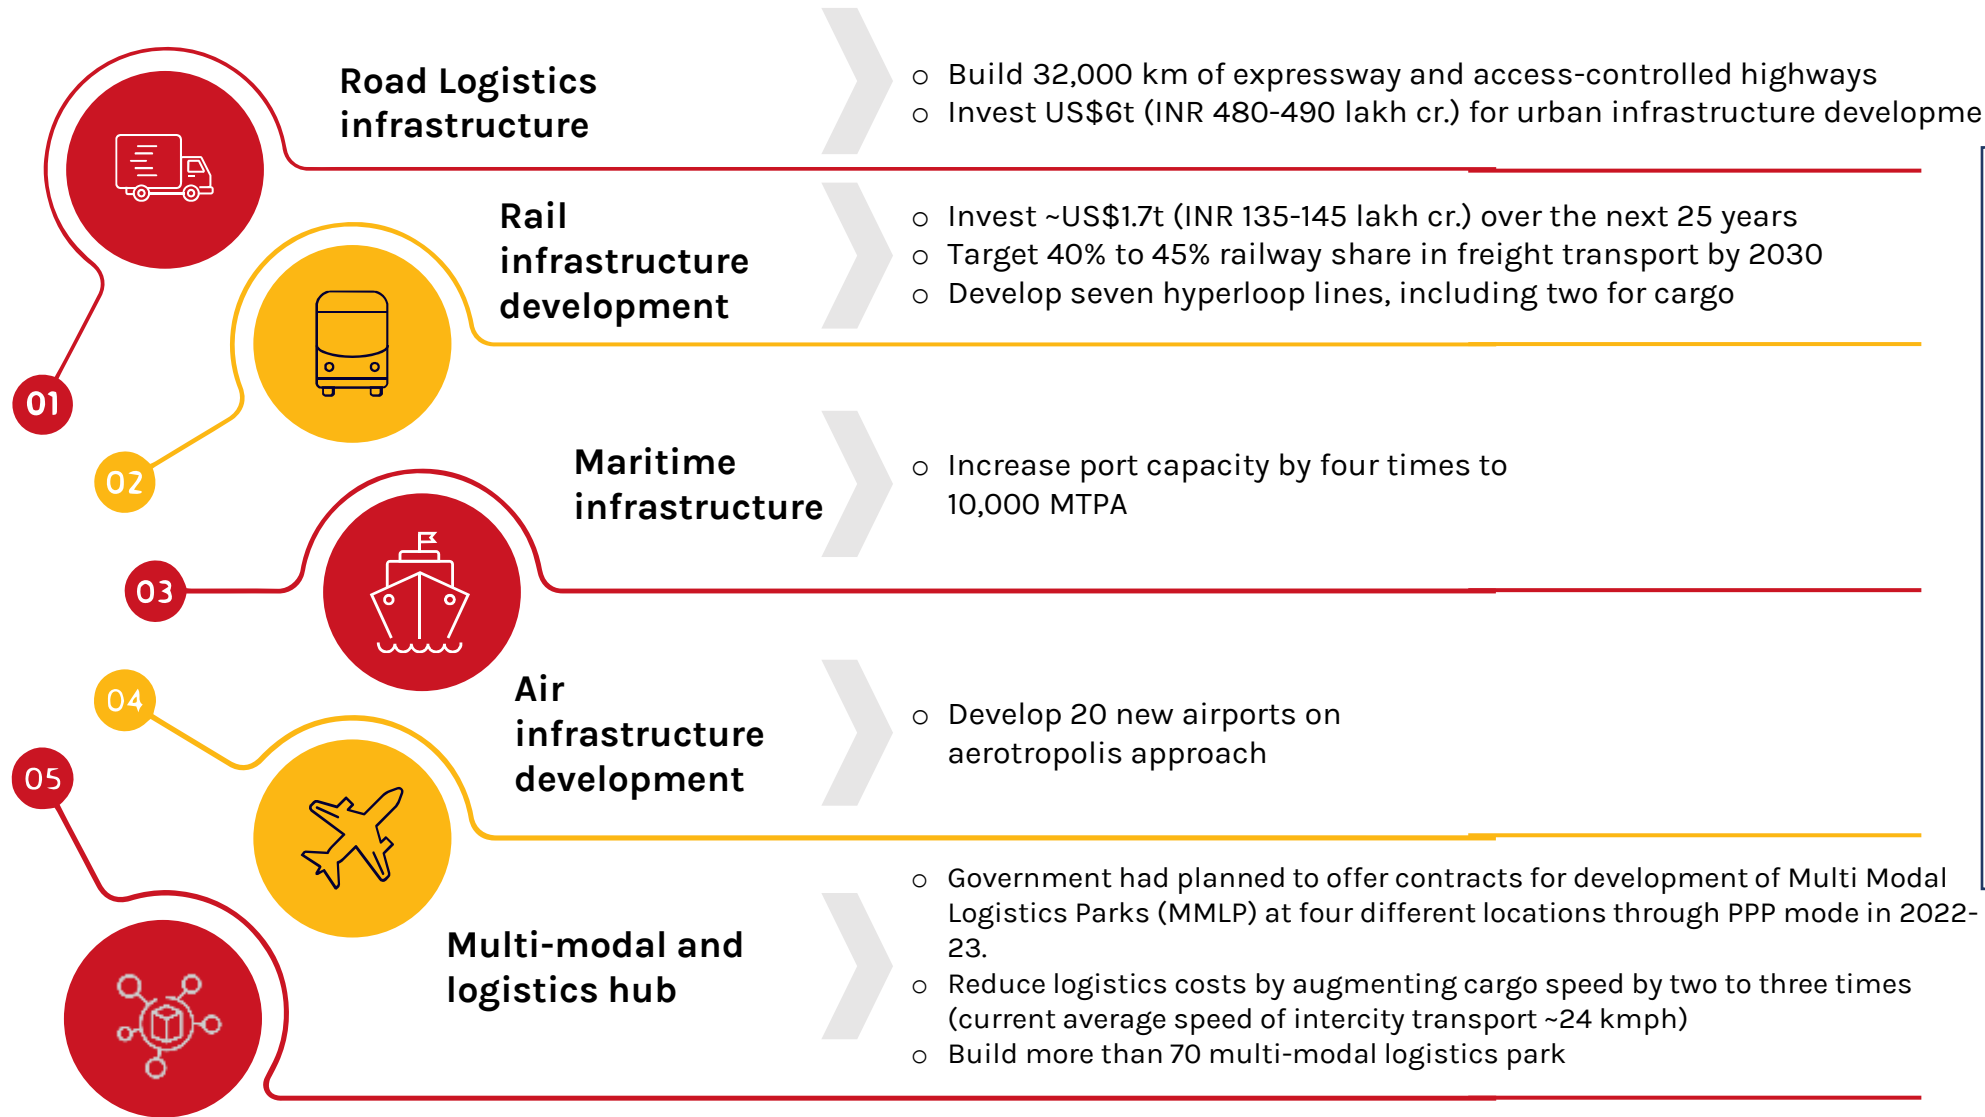 Road Logistics
infrastructure
o Build 32,000 km of expressway and access-controlled highways
o Invest US$6t (INR 480-490 lakh cr.) for urban infrastructure developme
01
Rail
infrastructure
development
o Invest ~US$1.7t (INR 135-145 lakh cr.) over the next 25 years
o Target 40% to 45% railway share in freight transport by 2030
o Develop seven hyperloop lines, including two for cargo
02
Maritime
infrastructure
o Increase port capacity by four times to
10,000 MTPA
03
Air
infrastructure
development
o Develop 20 new airports on
aerotropolis approach
04
Multi-modal and
logistics hub
o Government had planned to offer contracts for development of Multi Modal
Logistics Parks (MMLP) at four different locations through PPP mode in 2022-
23.
o Reduce logistics costs by augmenting cargo speed by two to three times
(current average speed of intercity transport ~24 kmph)
o Build more than 70 multi-modal logistics park
05